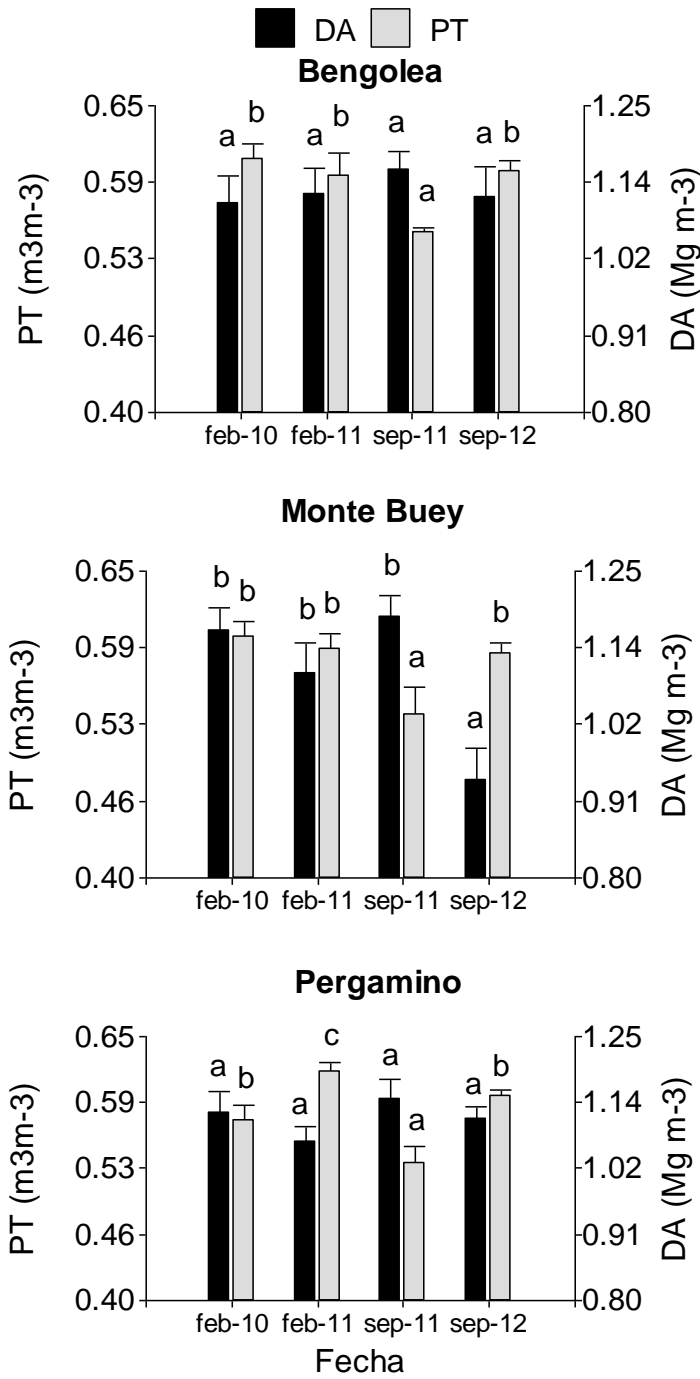 DA PT
Bengolea
0.65 a b a b a a a b 1.25
0.59 1.14
0.53 1.02
0.46 0.91
0.40 0.80
PT (m3m-3)
DA (Mg m-3)
feb-10 feb-11 sep-11 sep-12
Monte Buey
0.65 b b b b b a a b 1.25
0.59 1.14
0.53 1.02
0.46 0.91
0.40 0.80
PT (m3m-3)
DA (Mg m-3)
feb-10 feb-11 sep-11 sep-12
Pergamino
0.65 a b a c a a a b 1.25
0.59 1.14
0.53 1.02
0.46 0.91
0.40 0.80
PT (m3m-3)
DA (Mg m-3)
feb-10 feb-11 sep-11 sep-12
Fecha